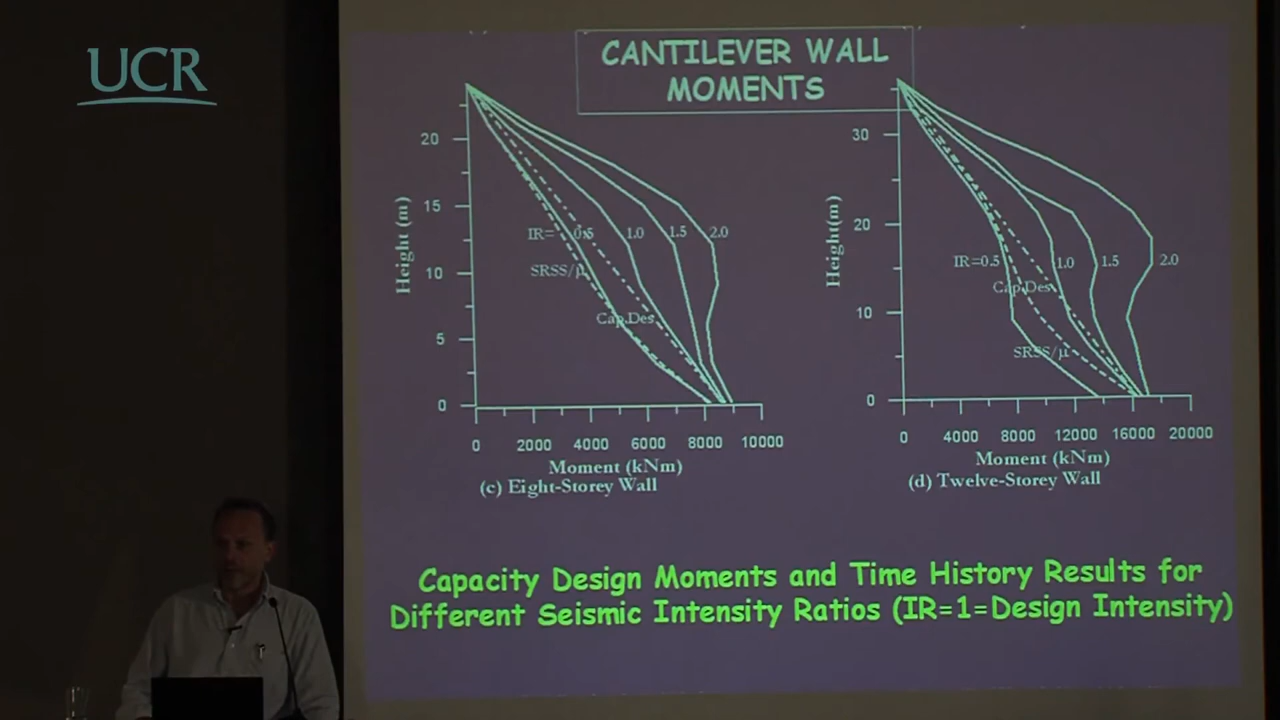 UCR
CANTILEVER WALL
MOMENTS
20
15
10
5
0
Height (m)
IR= 0.5
1.0
1.5
2.0
SRSS/μ
Cap.Des.
0
2000
4000
6000
8000
10000
Moment (kNm)
(c) Eight-Storey Wall
30
20
10
0
Height(m)
IR=0.5
1.0
1.5
2.0
Cap.Des.
SRSS/μ
0
4000
8000
12000
16000
20000
Moment (kNm)
(d) Twelve-Storey Wall
Capacity Design Moments and Time History Results for
Different Seismic Intensity Ratios (IR=1=Design Intensity)